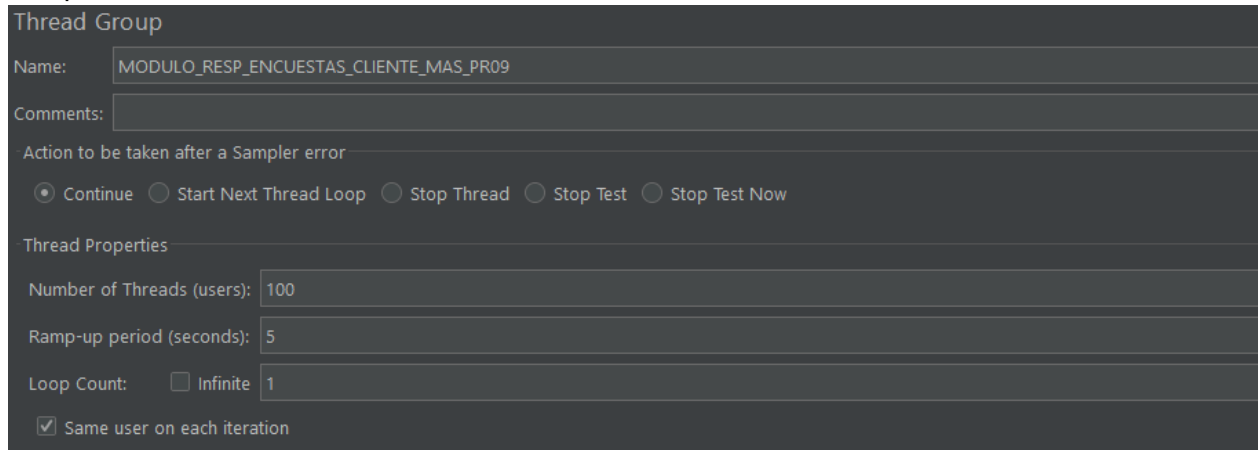 Thread Group
Name: MODULO_RESP_ENCUESTAS_CLIENTE_MAS_PR09
Comments:
Action to be taken after a Sampler error
Continue Start Next Thread Loop Stop Thread Stop Test Stop Test Now
Thread Properties
Number of Threads (users): 100
Ramp-up period (seconds): 5
Loop Count: Infinite 1
Same user on each iteration